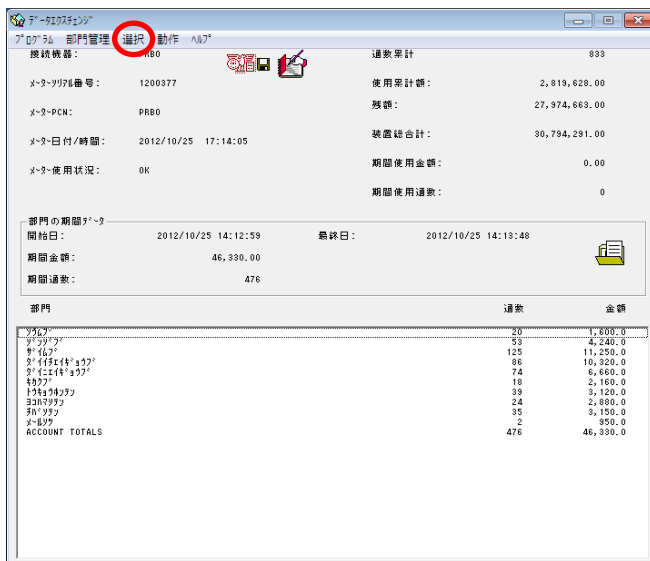 ﾃﾞｰﾀｴｸｽﾁｪﾝｼﾞ
ﾌﾟﾛｸﾞﾗﾑ 部門管理 選択 動作 ﾍﾙﾌﾟ
接続機器: PRBO 通数累計 833
ﾒｰﾀｰｼﾘｱﾙ番号: 1200377 使用累計額: 2,819,628.00
ﾒｰﾀｰPCN: PRBO 残額: 27,974,663.00
ﾒｰﾀｰ日付/時間: 2012/10/25 17:14:05 装置総合計: 30,794,291.00
ﾒｰﾀｰ使用状況: OK 期間使用金額: 0.00
期間使用通数: 0
部門の期間ﾃﾞｰﾀ
開始日: 2012/10/25 14:12:59 最終日: 2012/10/25 14:13:48
期間金額: 46,330.00
期間通数: 476
部門 通数 金額
ｿｳﾑﾌﾞ 20 1,600.0
ｼﾞﾝｼﾞﾌﾞ 53 4,240.0
ｻﾞｲﾑﾌﾞ 125 11,250.0
ﾀﾞｲｲﾁｴｲｷﾞｮｳﾌﾞ 86 10,320.0
ﾀﾞｲﾆｴｲｷﾞｮｳﾌﾞ 74 6,660.0
ｷｶｸﾌﾞ 18 2,160.0
ﾄｳｷｮｳﾎﾝﾃﾝ 39 3,120.0
ﾖｺﾊﾏｼﾃﾝ 24 2,880.0
ﾁﾊﾞｼﾃﾝ 35 3,150.0
ﾒｰﾙｼﾂ 2 950.0
ACCOUNT TOTALS 476 46,330.0